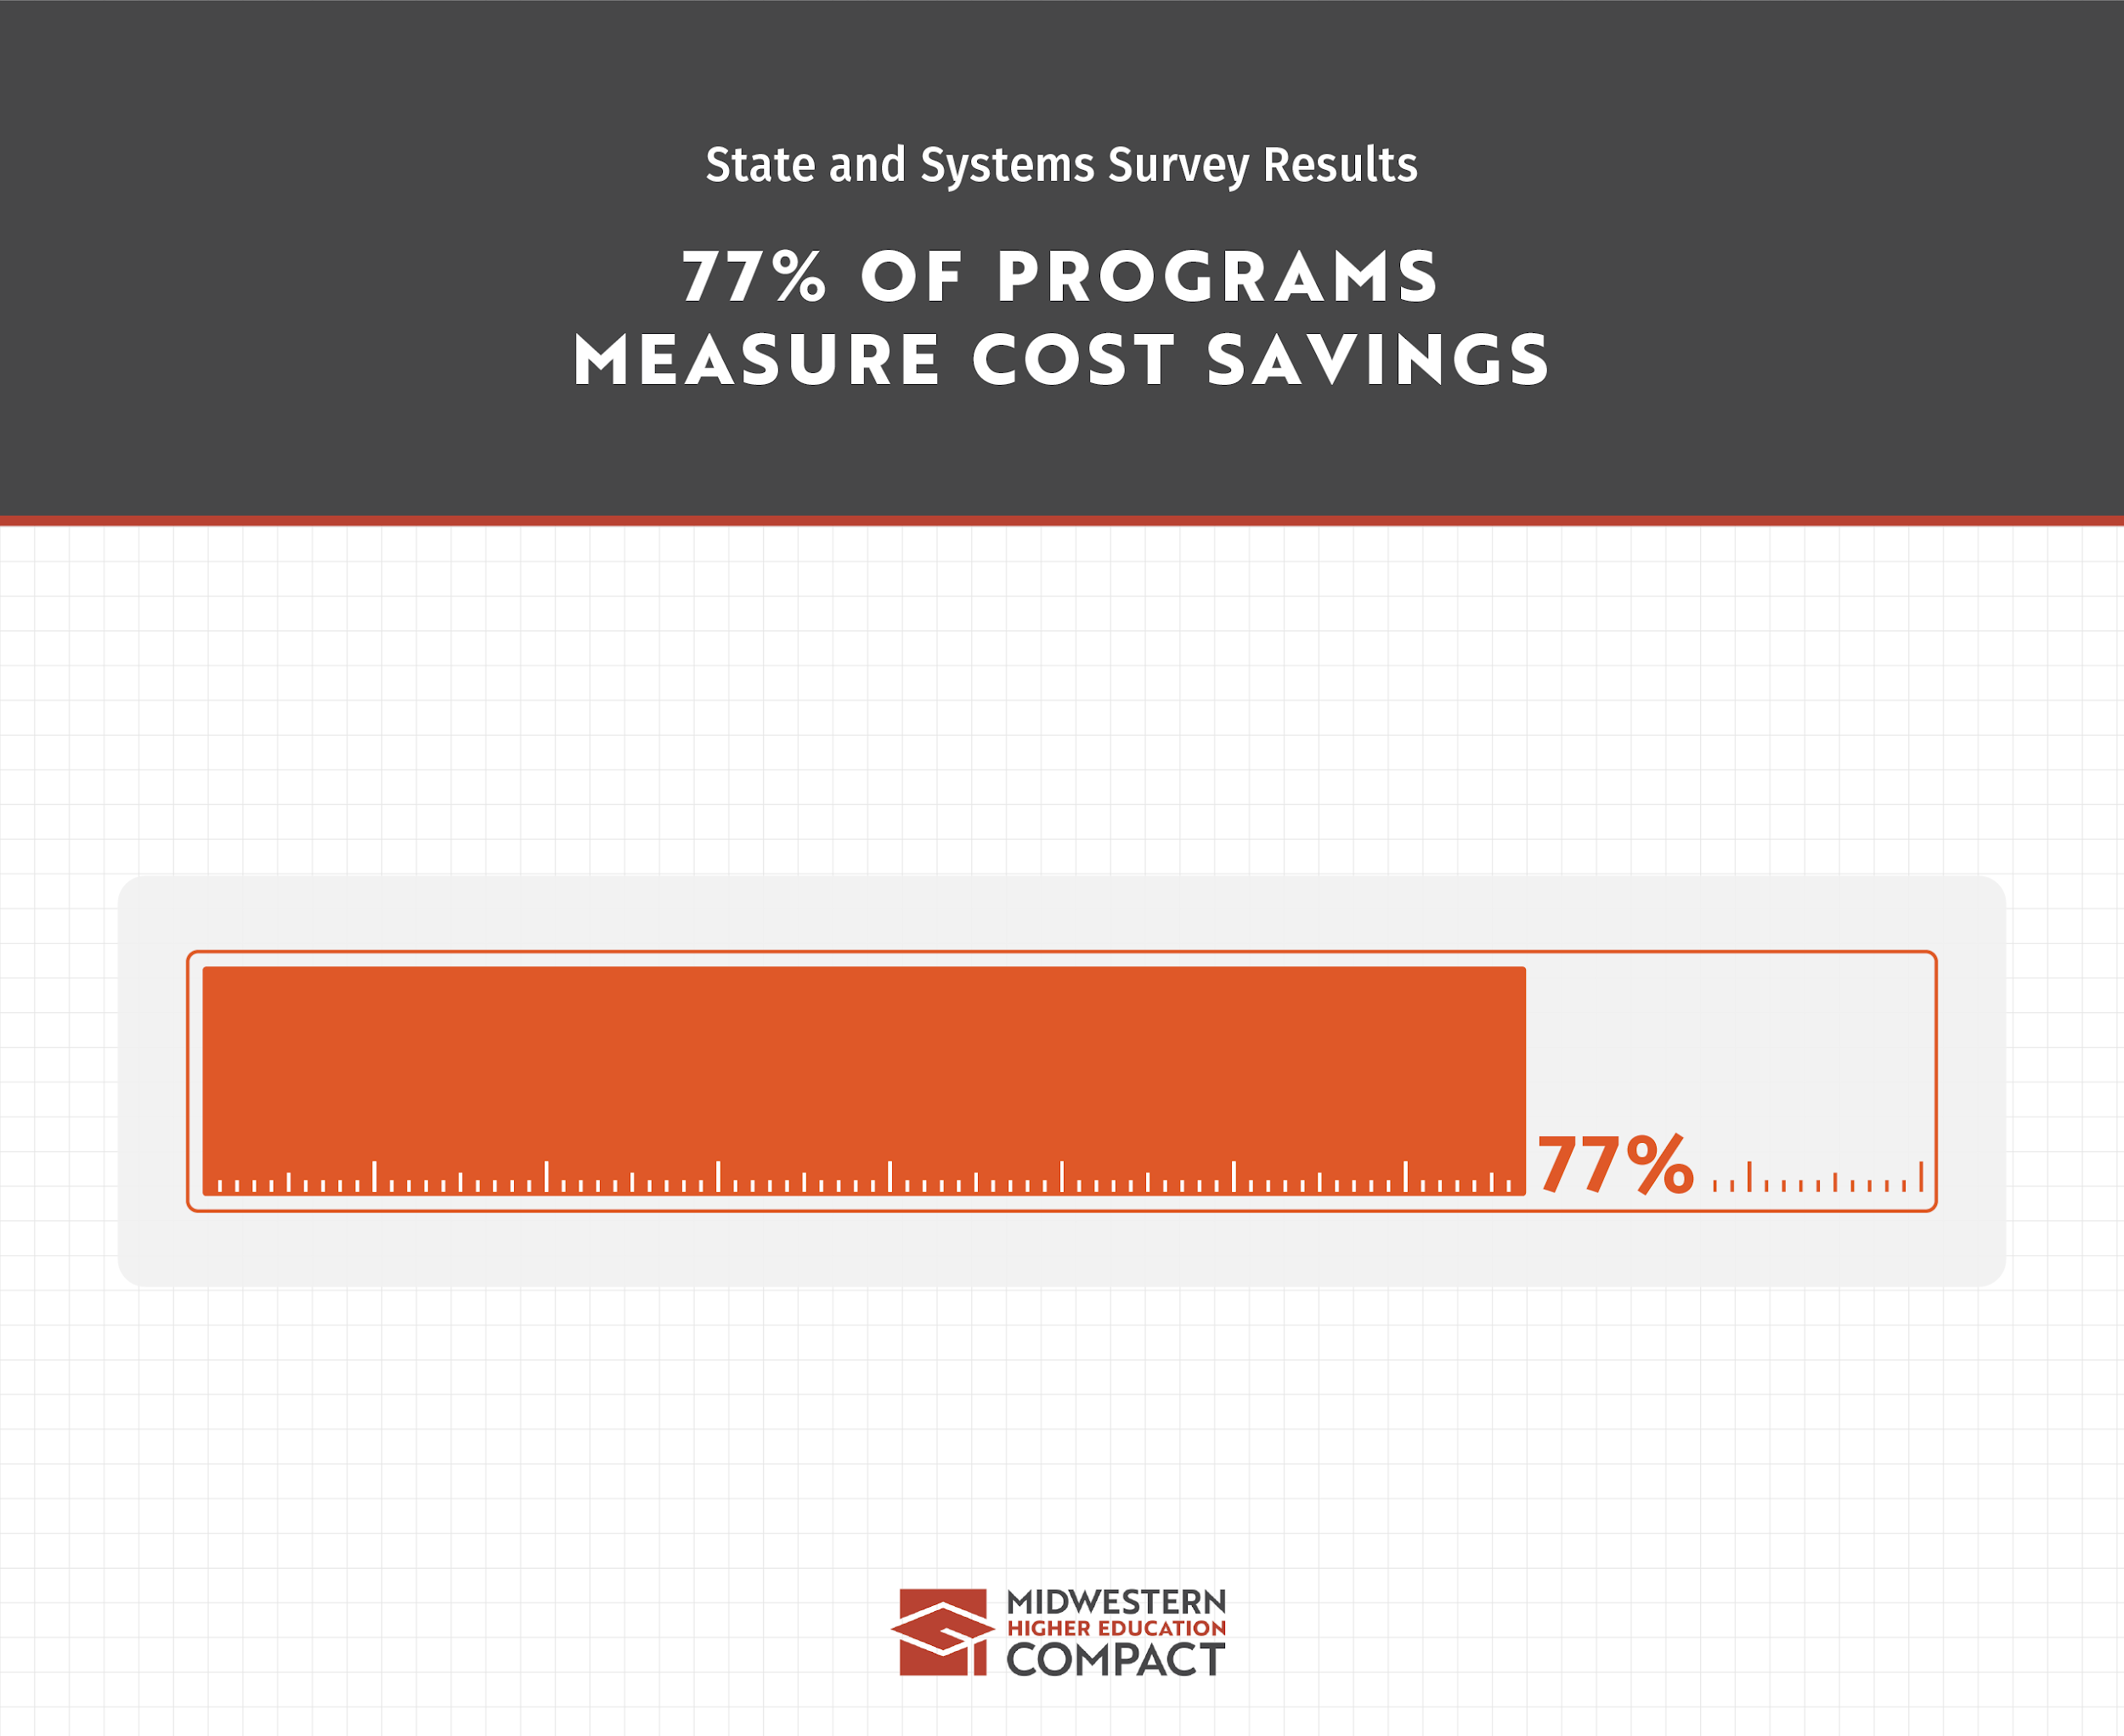 State and Systems Survey Results
77% OF PROGRAMS
MEASURE COST SAVINGS
77%
MIDWESTERN
HIGHER EDUCATION
COMPACT